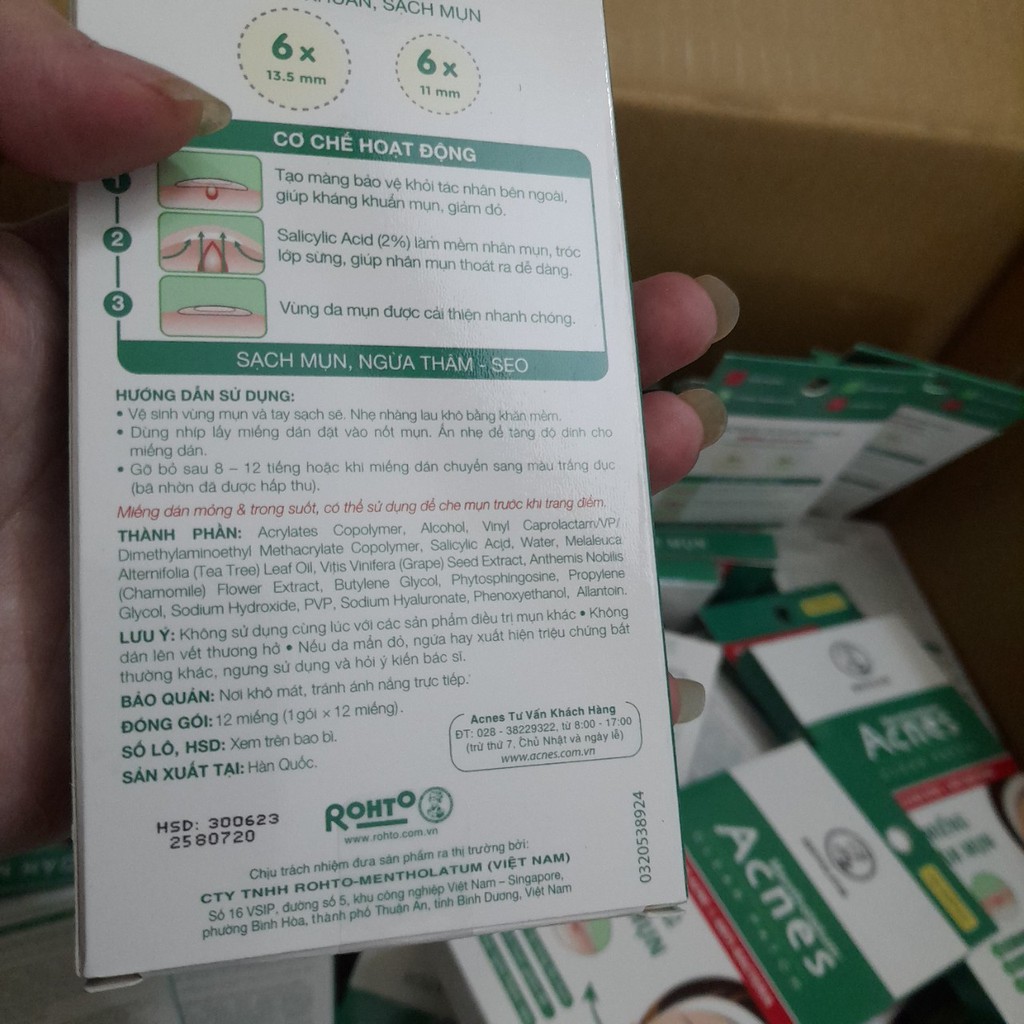 KHUẨN, SẠCH MỤN
6x
13.5 mm
6x
11 mm
CƠ CHẾ HOẠT ĐỘNG
1
Tạo màng bảo vệ khỏi tác nhân bên ngoài,
giúp kháng khuẩn mụn, giảm đỏ.
2
Salicylic Acid (2%) làm mềm nhân mụn, tróc
lớp sừng, giúp nhân mụn thoát ra dễ dàng.
3
Vùng da mụn được cải thiện nhanh chóng.
SẠCH MỤN, NGỪA THÂM - SẸO
HƯỚNG DẪN SỬ DỤNG:
• Vệ sinh vùng mụn và tay sạch sẽ. Nhẹ nhàng lau khô bằng khăn mềm.
• Dùng nhíp lấy miếng dán đặt vào nốt mụn. Ấn nhẹ để tăng độ dính cho
miếng dán.
• Gỡ bỏ sau 8 – 12 tiếng hoặc khi miếng dán chuyển sang màu trắng đục
(bã nhờn đã được hấp thu).
Miếng dán mỏng & trong suốt, có thể sử dụng để che mụn trước khi trang điểm.
THÀNH PHẦN: Acrylates Copolymer, Alcohol, Vinyl Caprolactam/VP/
Dimethylaminoethyl Methacrylate Copolymer, Salicylic Acid, Water, Melaleuca
Alternifolia (Tea Tree) Leaf Oil, Vitis Vinifera (Grape) Seed Extract, Anthemis Nobilis
(Chamomile) Flower Extract, Butylene Glycol, Phytosphingosine, Propylene
Glycol, Sodium Hydroxide, PVP, Sodium Hyaluronate, Phenoxyethanol, Allantoin.
LƯU Ý: Không sử dụng cùng lúc với các sản phẩm điều trị mụn khác • Không
dán lên vết thương hở • Nếu da mẩn đỏ, ngứa hay xuất hiện triệu chứng bất
thường khác, ngưng sử dụng và hỏi ý kiến bác sĩ.
BẢO QUẢN: Nơi khô mát, tránh ánh nắng trực tiếp.
ĐÓNG GÓI: 12 miếng (1 gói x 12 miếng).
SỐ LÔ, HSD: Xem trên bao bì.
SẢN XUẤT TẠI: Hàn Quốc.
Acnes Tư Vấn Khách Hàng
ĐT: 028 - 38229322, từ 8:00 - 17:00
(trừ thứ 7, Chủ Nhật và ngày lễ)
www.acnes.com.vn
HSD: 300623
2580720
ROHTO
www.rohto.com.vn
0320538924
Chịu trách nhiệm đưa sản phẩm ra thị trường bởi:
CTY TNHH ROHTO-MENTHOLATUM (VIỆT NAM)
Số 16 VSIP, đường số 5, khu công nghiệp Việt Nam – Singapore,
phường Bình Hòa, thành phố Thuận An, tỉnh Bình Dương, Việt Nam
Acnes
Acnes